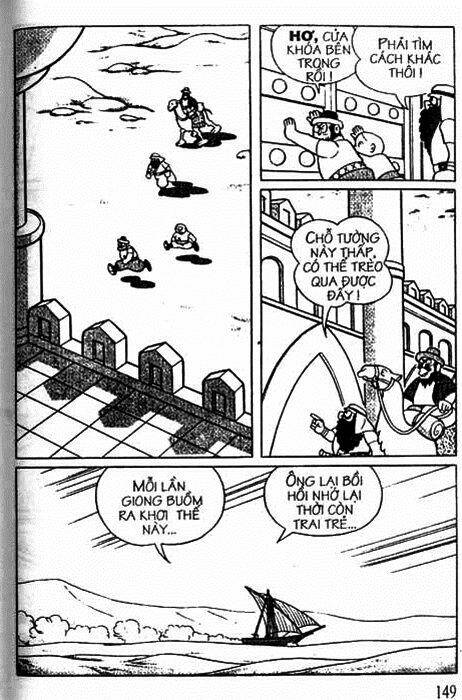 HƠ, CỬA
KHÓA BÊN
TRONG
RỒI !
PHẢI TÌM
CÁCH KHÁC
THÔI !
CHỖ TƯỜNG
NÀY THẤP,
CÓ THỂ TRÈO
QUA ĐƯỢC
ĐẤY !
MỖI LẦN
GIONG BUỒM
RA KHƠI THẾ
NÀY...
ÔNG LẠI BỒI
HỒI NHỚ LẠI
THỜI CÒN
TRAI TRẺ...
149